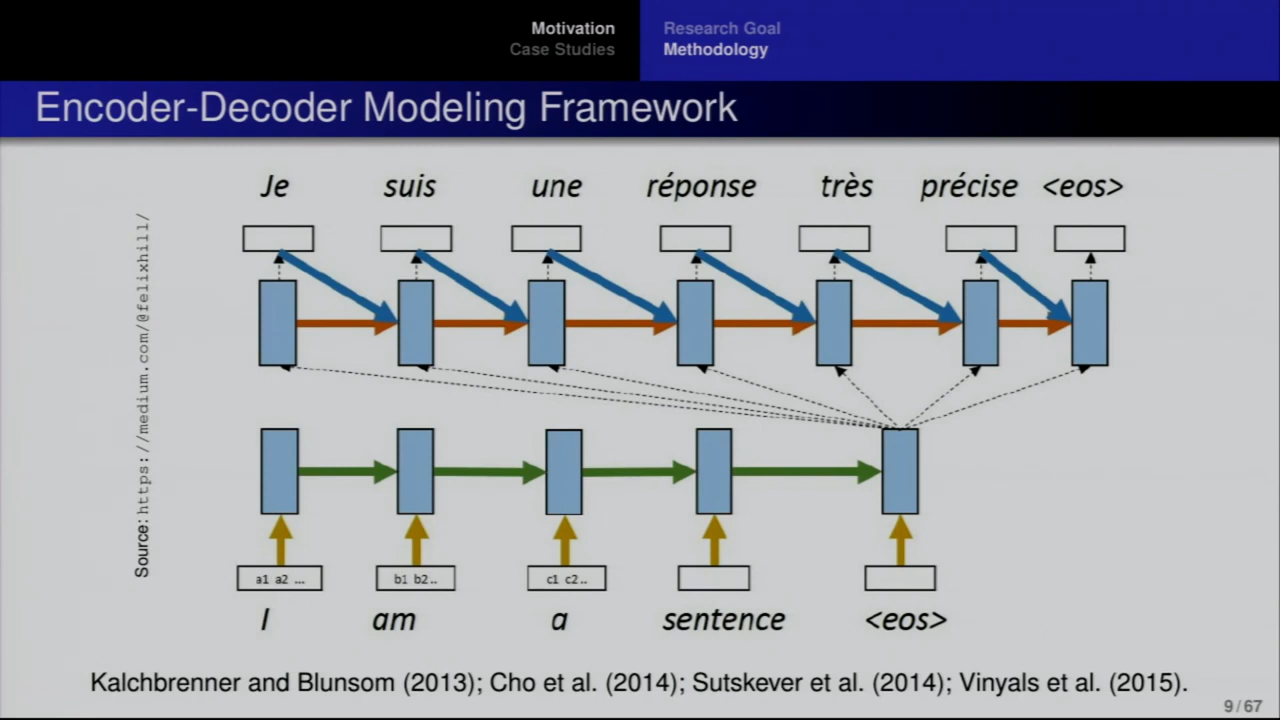 Motivation
Case Studies
Research Goal
Methodology
Encoder-Decoder Modeling Framework
Je suis une réponse très précise <eos>
Source: https://medium.com/@felixhill/
a1 a2 ... b1 b2.. c1 c2..
I am a sentence <eos>
Kalchbrenner and Blunsom (2013); Cho et al. (2014); Sutskever et al. (2014); Vinyals et al. (2015).
9/67